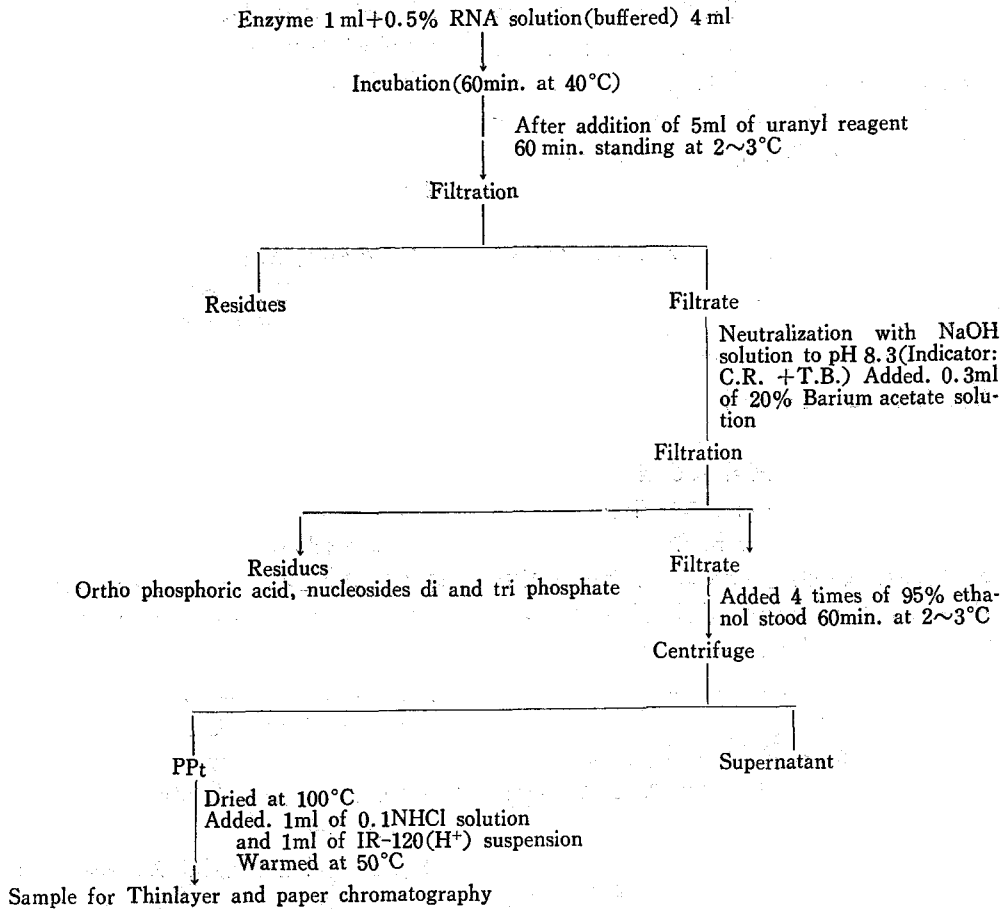 Enzyme 1 ml+0.5% RNA solution(buffered) 4 ml
Incubation(60min. at 40°C)
After addition of 5ml of uranyl reagent
60 min. standing at 2~3°C
Filtration
Residues
Filtrate
Neutralization with NaOH
solution to pH 8.3(Indicator:
C.R. +T.B.) Added. 0.3ml
of 20% Barium acetate solu-
tion
Filtration
Residucs
Ortho phosphoric acid, nucleosides di and tri phosphate
Filtrate
Added 4 times of 95% etha-
nol stood 60min. at 2~3°C
Centrifuge
PPt
Supernatant
Dried at 100°C
Added. 1ml of 0.1NHCl solution
and 1ml of IR-120(H+) suspension
Warmed at 50°C
Sample for Thinlayer and paper chromatography